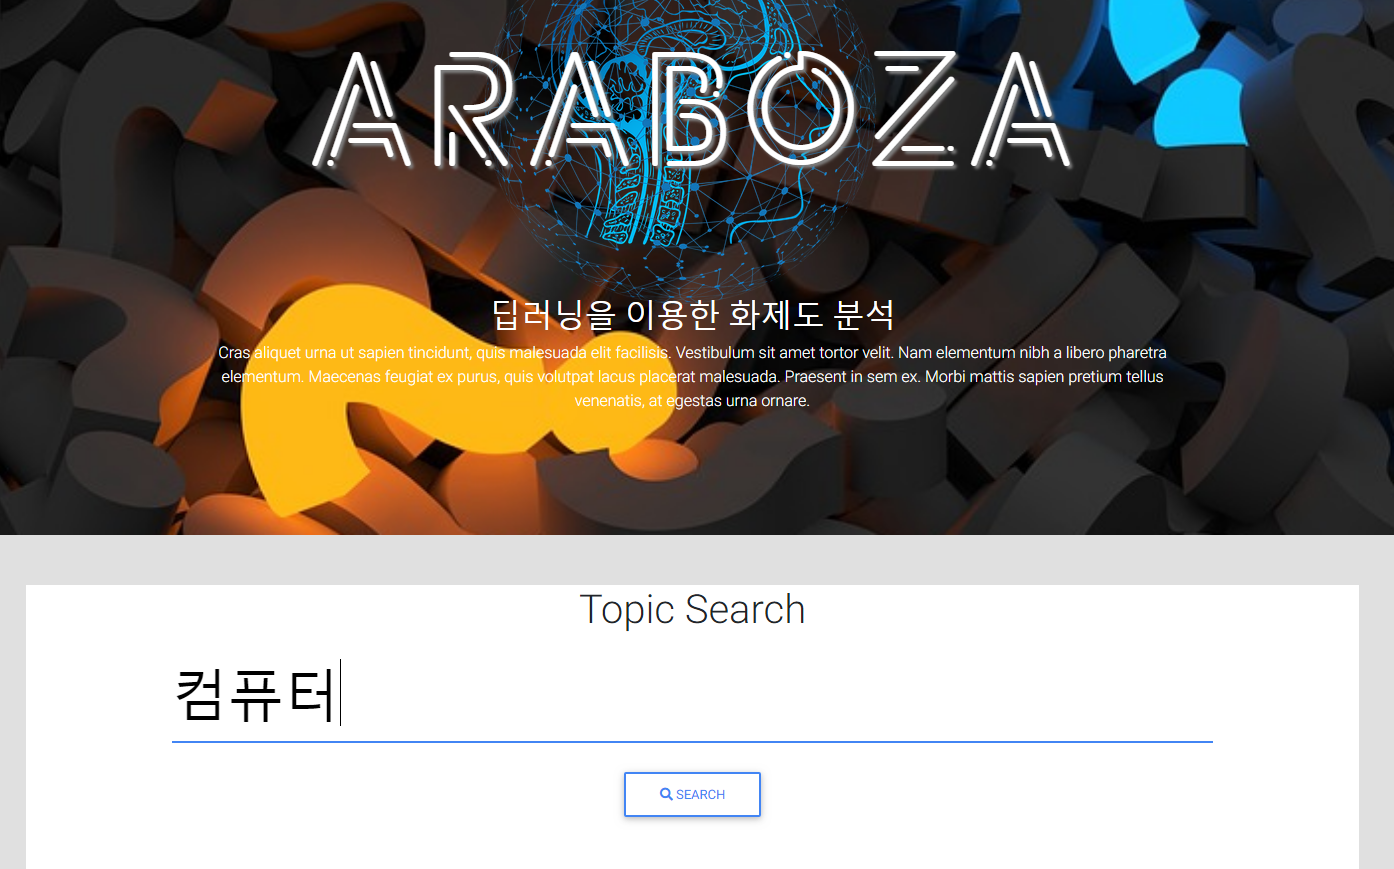 ARABOZA
딥러닝을 이용한 화제도 분석
Cras aliquet urna ut sapien tincidunt, quis malesuada elit facilisis. Vestibulum sit amet tortor velit. Nam elementum nibh a libero pharetra
elementum. Maecenas feugiat ex purus, quis volutpat lacus placerat malesuada. Praesent in sem ex. Morbi mattis sapien pretium tellus
venenatis, at egestas urna ornare.
Topic Search
컴퓨터
SEARCH